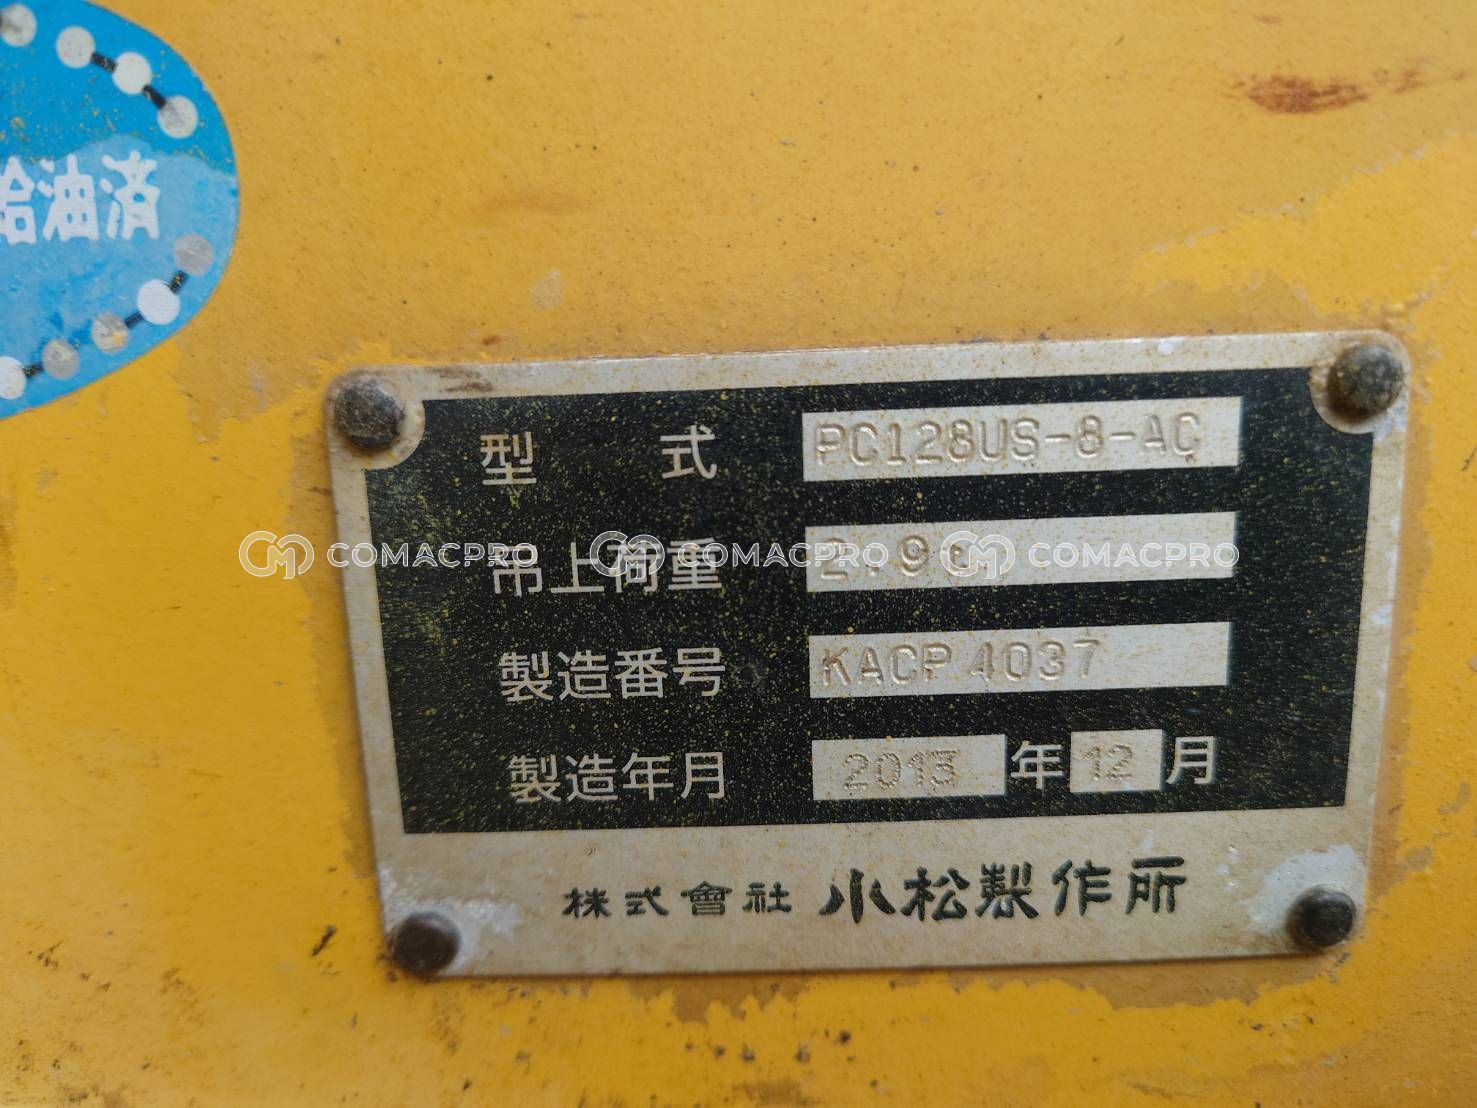 給油済
型式 PC128US-8-AC
吊上荷重 2.9t
製造番号 KACP 4037
製造年月 2013 年 12 月
株式會社 小松製作所
COMACPRO COMACPRO COMACPRO